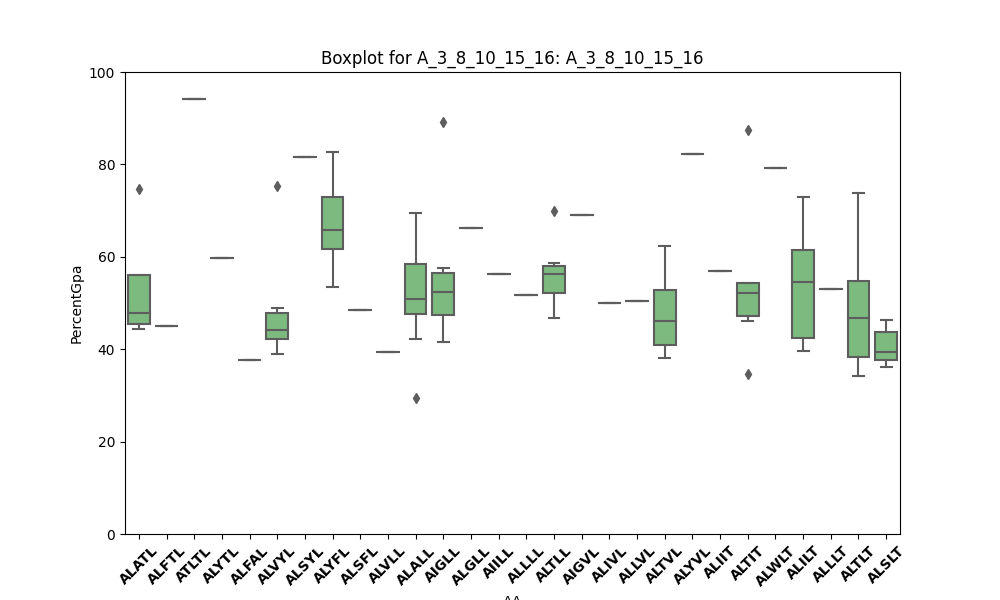 Boxplot for A_3_8_10_15_16: A_3_8_10_15_16
100
80
60
40
20
0
PercentGpa
ALATL ALFTL ATLTL ALYTL ALFAL ALVYL ALSYL ALYFL ALSFL ALVLL ALALL AIGLL ALGLL AIILL ALLLL ALTLL AIGVL ALIVL ALLVL ALTVL ALYVL ALIIT ALTIT ALWLT ALILT ALLLT ALTLT ALSLT
AA